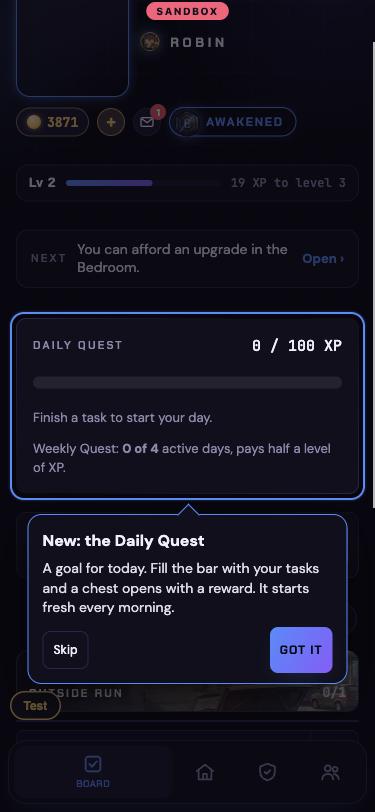 SANDBOX
ROBIN
3871
+
1
AWAKENED
Lv 2
19 XP to level 3
NEXT
You can afford an upgrade in the
Bedroom.
Open ›
DAILY QUEST
0 / 100 XP
Finish a task to start your day.
Weekly Quest: 0 of 4 active days, pays half a level
of XP.
New: the Daily Quest
A goal for today. Fill the bar with your tasks
and a chest opens with a reward. It starts
fresh every morning.
Skip
GOT IT
OUTSIDE RUN
0/1
Test
BOARD